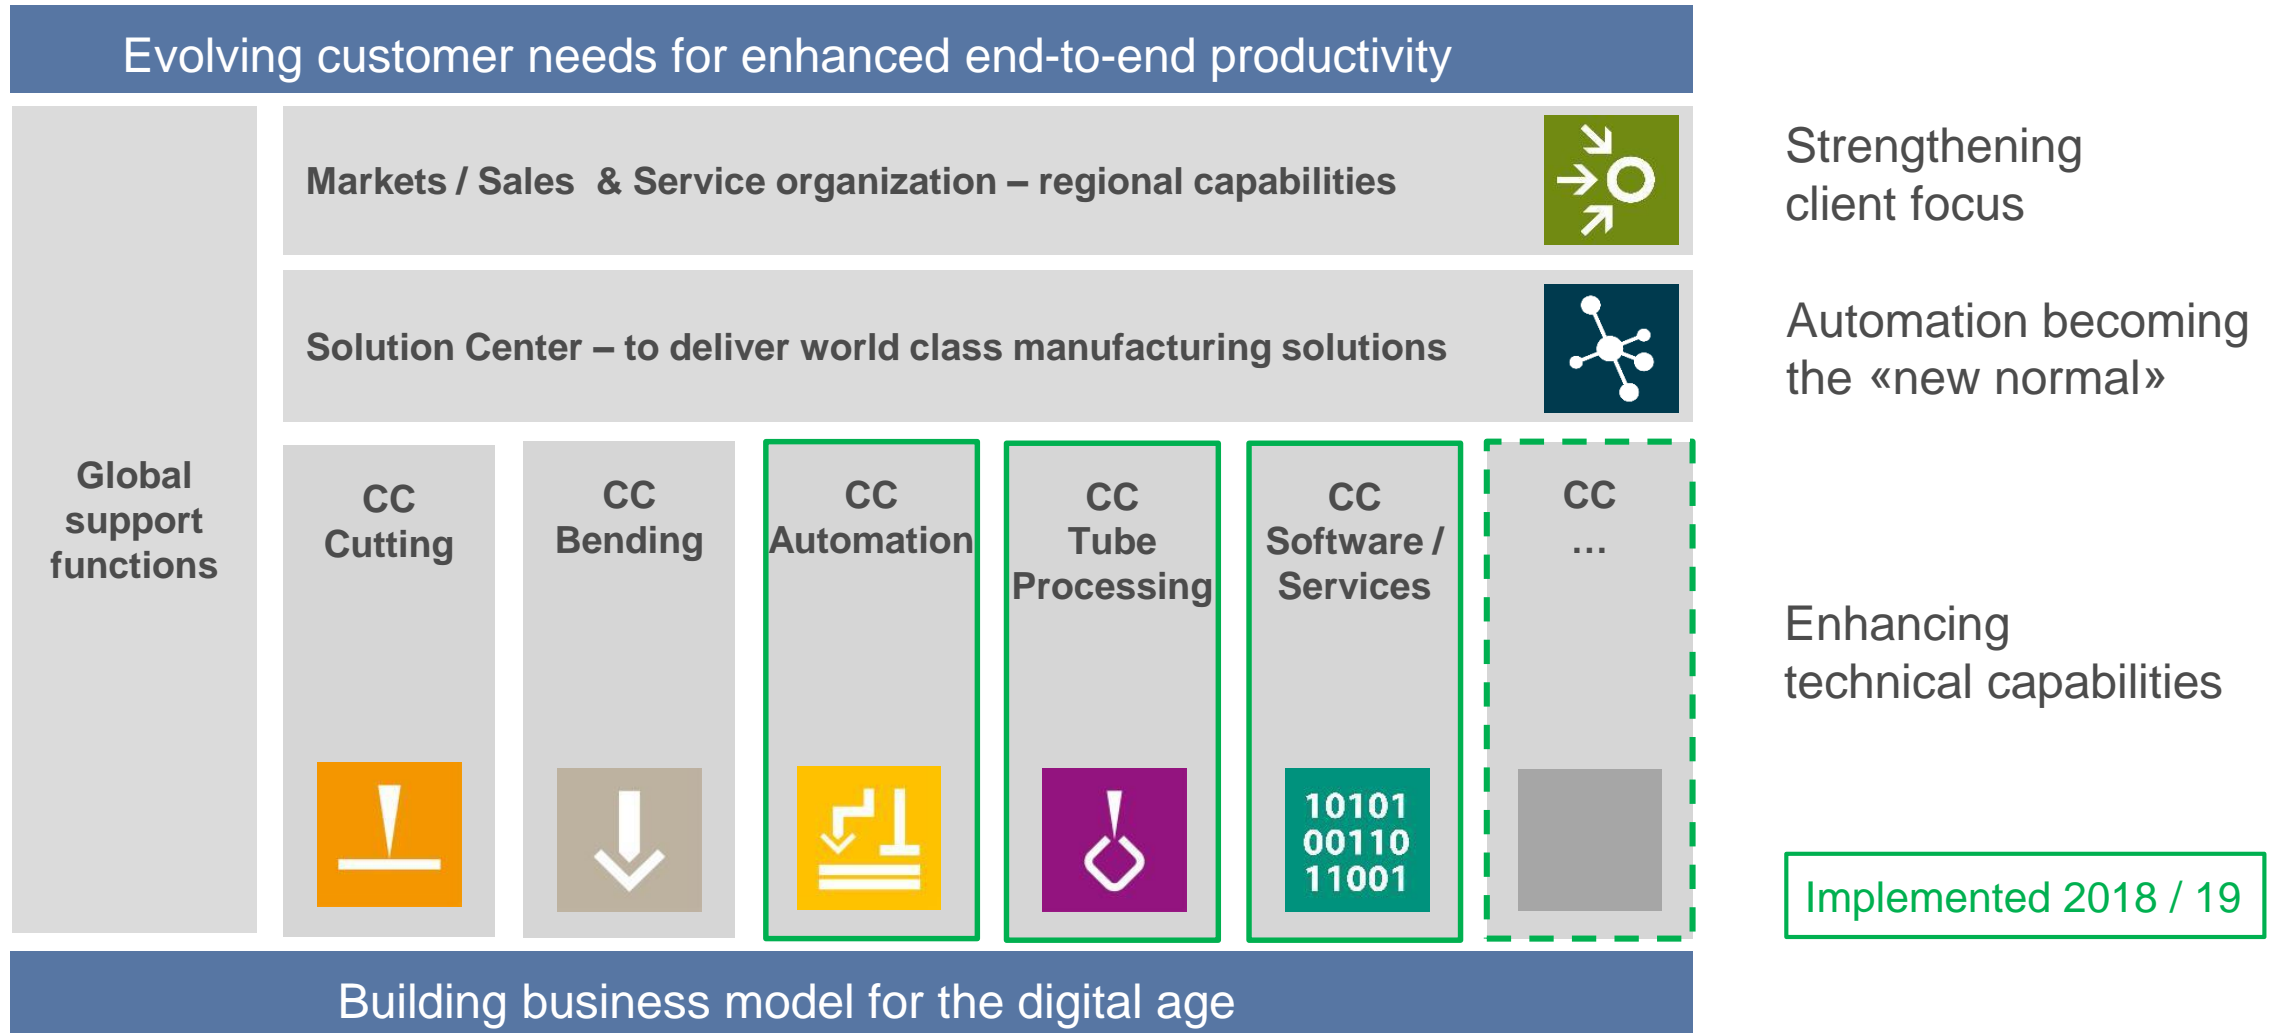 Evolving customer needs for enhanced end-to-end productivity
Markets / Sales & Service organization – regional capabilities
Strengthening
client focus
Solution Center – to deliver world class manufacturing solutions
Automation becoming
the «new normal»
Global
support
functions
CC
Cutting
CC
Bending
CC
Automation
CC
Tube
Processing
CC
Software /
Services
CC
...
Enhancing
technical capabilities
10101
00110
11001
Implemented 2018 / 19
Building business model for the digital age